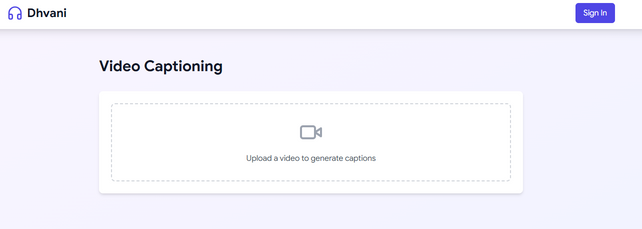 Dhvani
Sign In
Video Captioning
Upload a video to generate captions